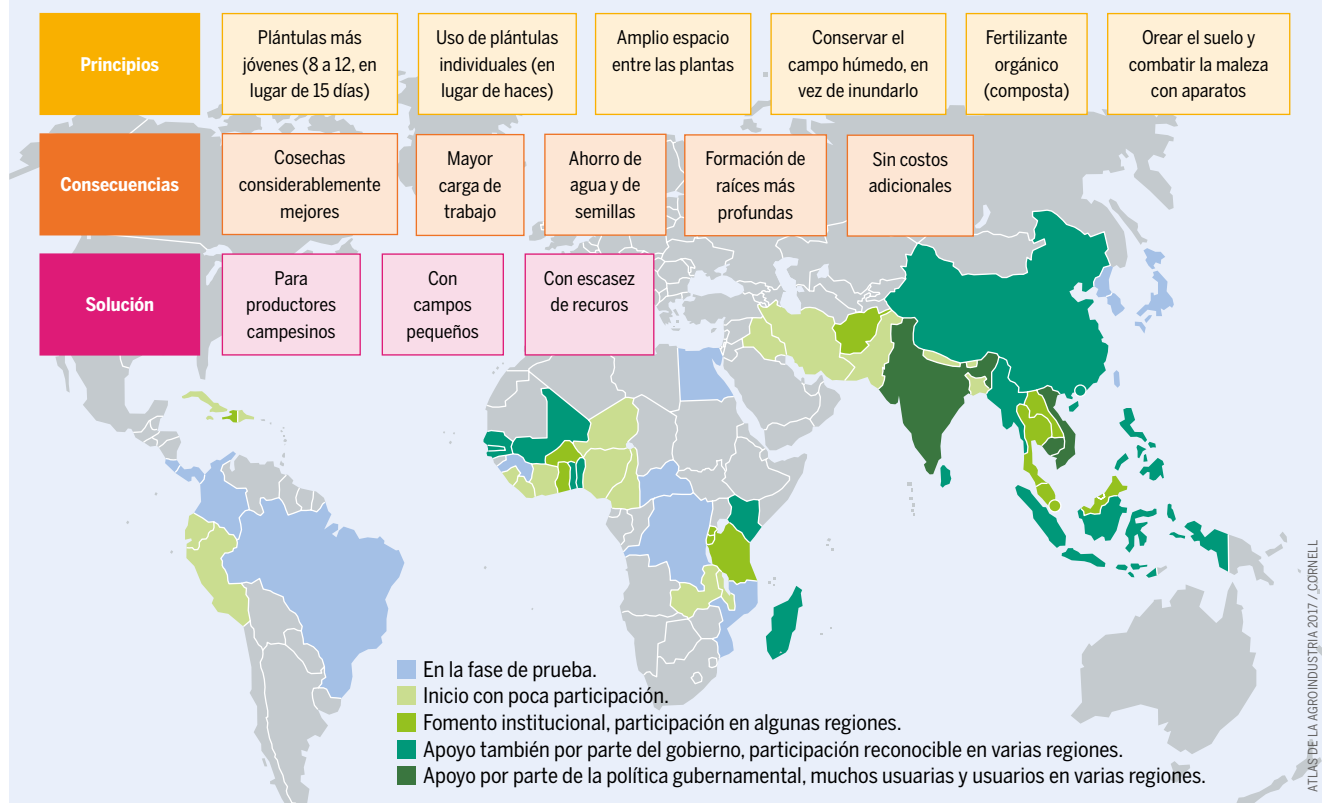 Principios
Plántulas más
jóvenes (8 a 12, en
lugar de 15 días)
Uso de plántulas
individuales (en
lugar de haces)
Amplio espacio
entre las plantas
Conservar el
campo húmedo, en
vez de inundarlo
Fertilizante
orgánico
(composta)
Orear el suelo y
combatir la maleza
con aparatos
Consecuencias
Cosechas
considerablemente
mejores
Mayor
carga de
trabajo
Ahorro de
agua y de
semillas
Formación de
raíces más
profundas
Sin costos
adicionales
Solución
Para
productores
campesinos
Con
campos
pequeños
Con escasez
de recuros
En la fase de prueba.
Inicio con poca participación.
Fomento institucional, participación en algunas regiones.
Apoyo también por parte del gobierno, participación reconocible en varias regiones.
Apoyo por parte de la política gubernamental, muchos usuarias y usuarios en varias regiones.
ATLAS DE LA AGROINDUSTRIA 2017 / CORNELL